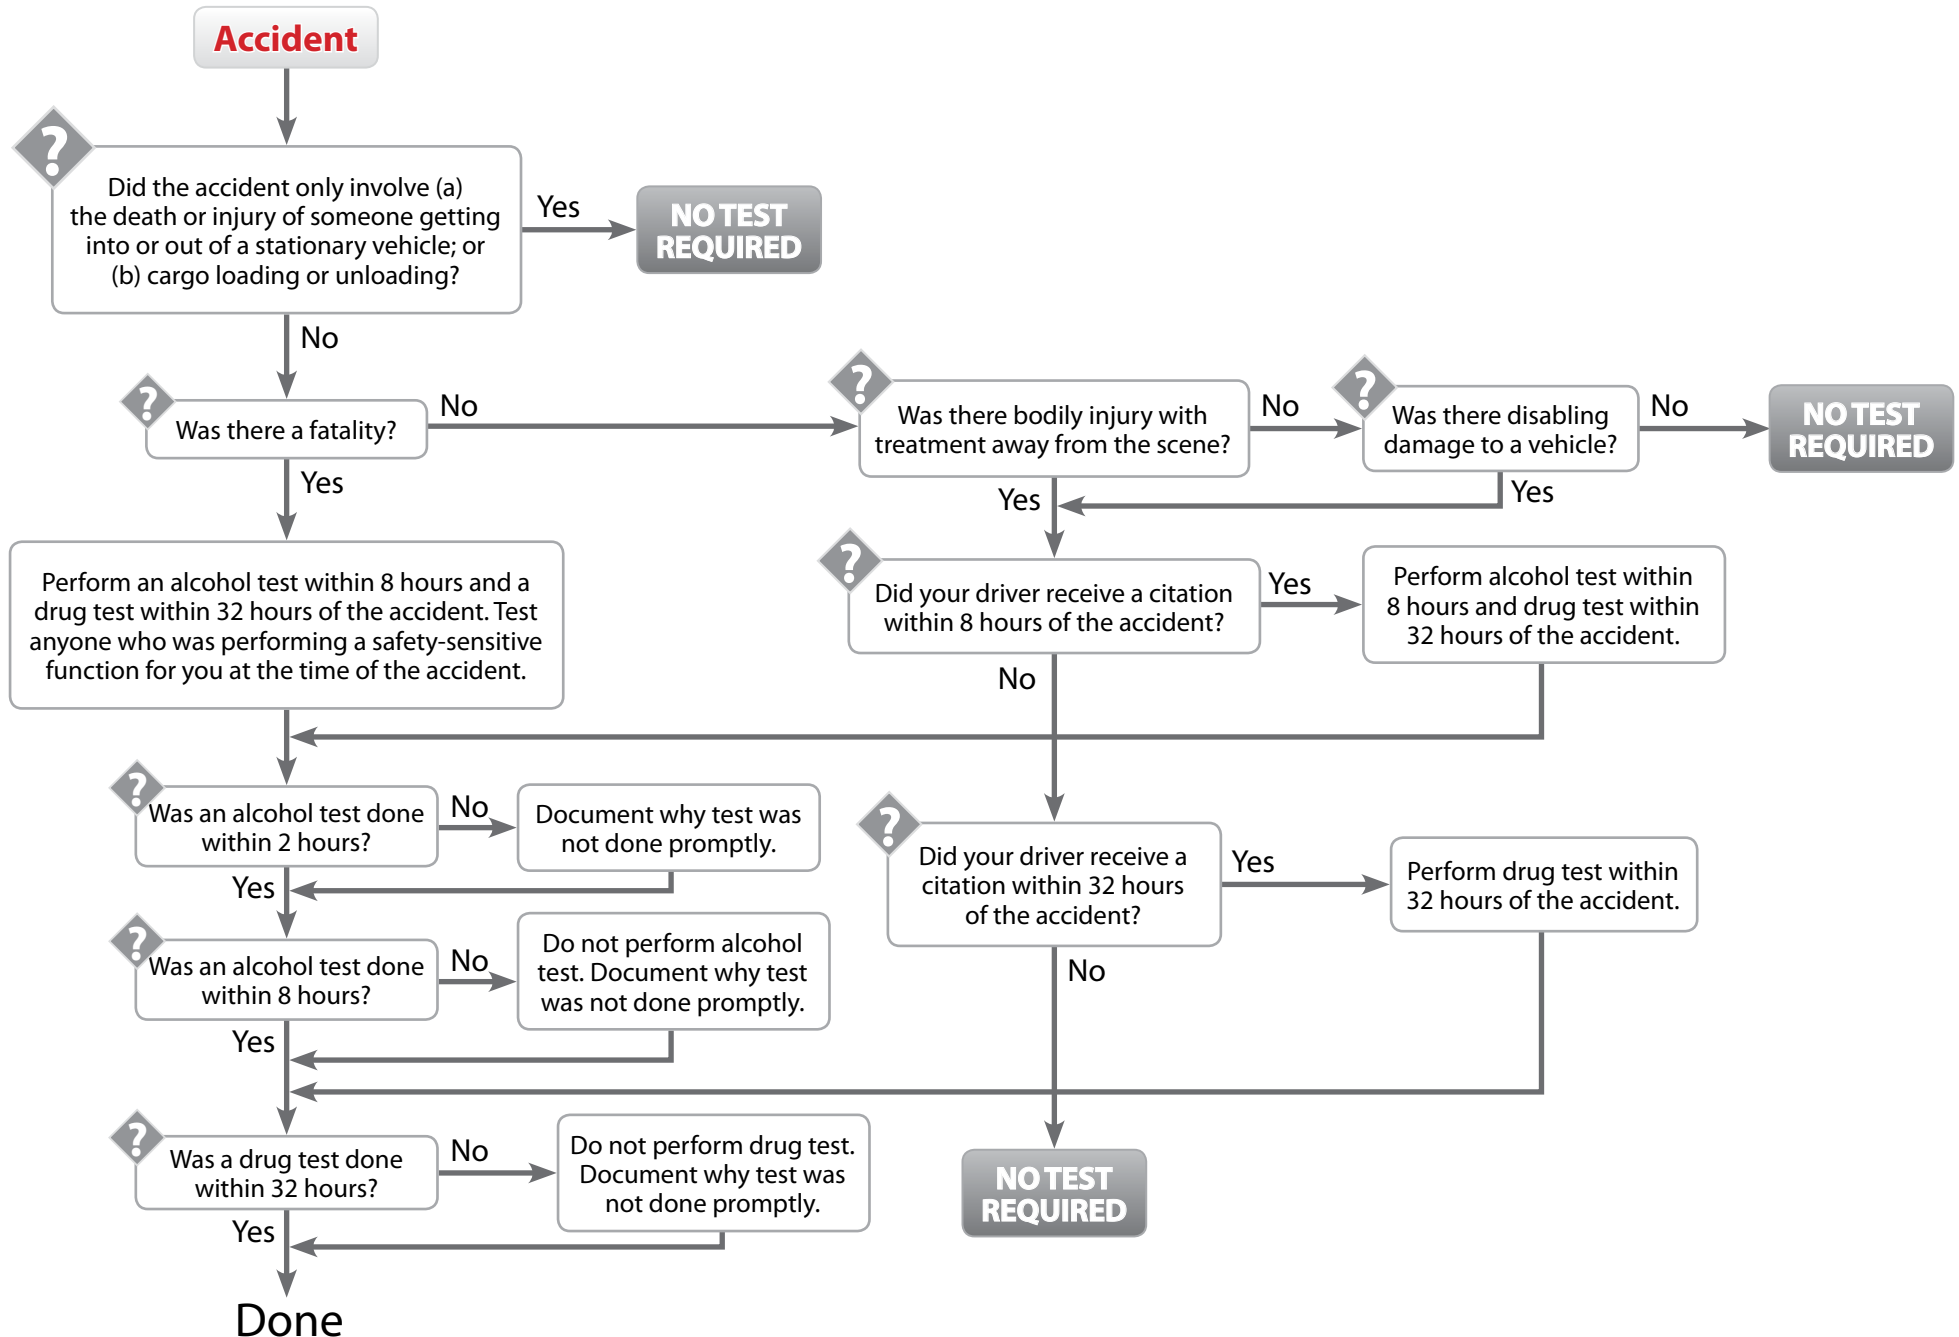 Accident
?
Did the accident only involve (a)
the death or injury of someone getting
into or out of a stationary vehicle; or
(b) cargo loading or unloading?
Yes
NO TEST
REQUIRED
No
?
Was there a fatality?
No
?
Was there bodily injury with
treatment away from the scene?
No
?
Was there disabling
damage to a vehicle?
No
NO TEST
REQUIRED
Yes
Yes
Yes
Perform an alcohol test within 8 hours and a
drug test within 32 hours of the accident. Test
anyone who was performing a safety-sensitive
function for you at the time of the accident.
?
Did your driver receive a citation
within 8 hours of the accident?
Yes
Perform alcohol test within
8 hours and drug test within
32 hours of the accident.
No
?
Was an alcohol test done
within 2 hours?
No
Document why test was
not done promptly.
Yes
?
Did your driver receive a
citation within 32 hours
of the accident?
Yes
Perform drug test within
32 hours of the accident.
No
?
Was an alcohol test done
within 8 hours?
No
Do not perform alcohol
test. Document why test
was not done promptly.
Yes
?
Was a drug test done
within 32 hours?
No
Do not perform drug test.
Document why test was
not done promptly.
NO TEST
REQUIRED
Yes
Done